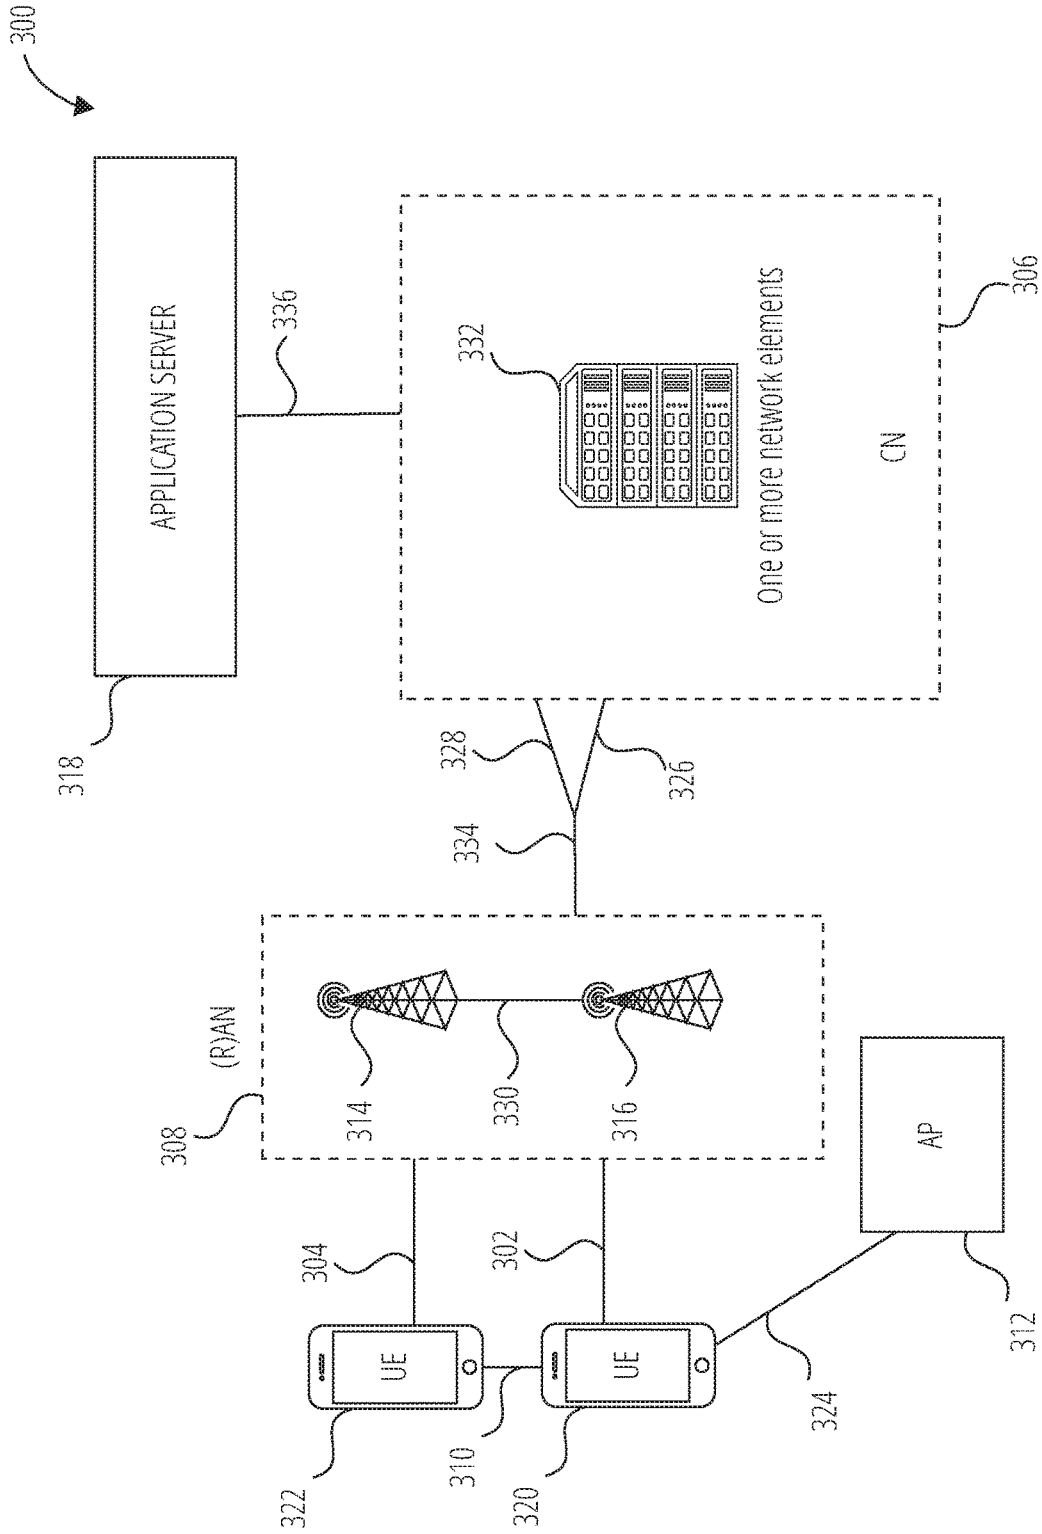 300
APPLICATION SERVER
318
336
332
One or more network elements
CN
306
328
326
334
(R)AN
308
314
330
316
304
302
UE
322
310
UE
320
324
AP
312